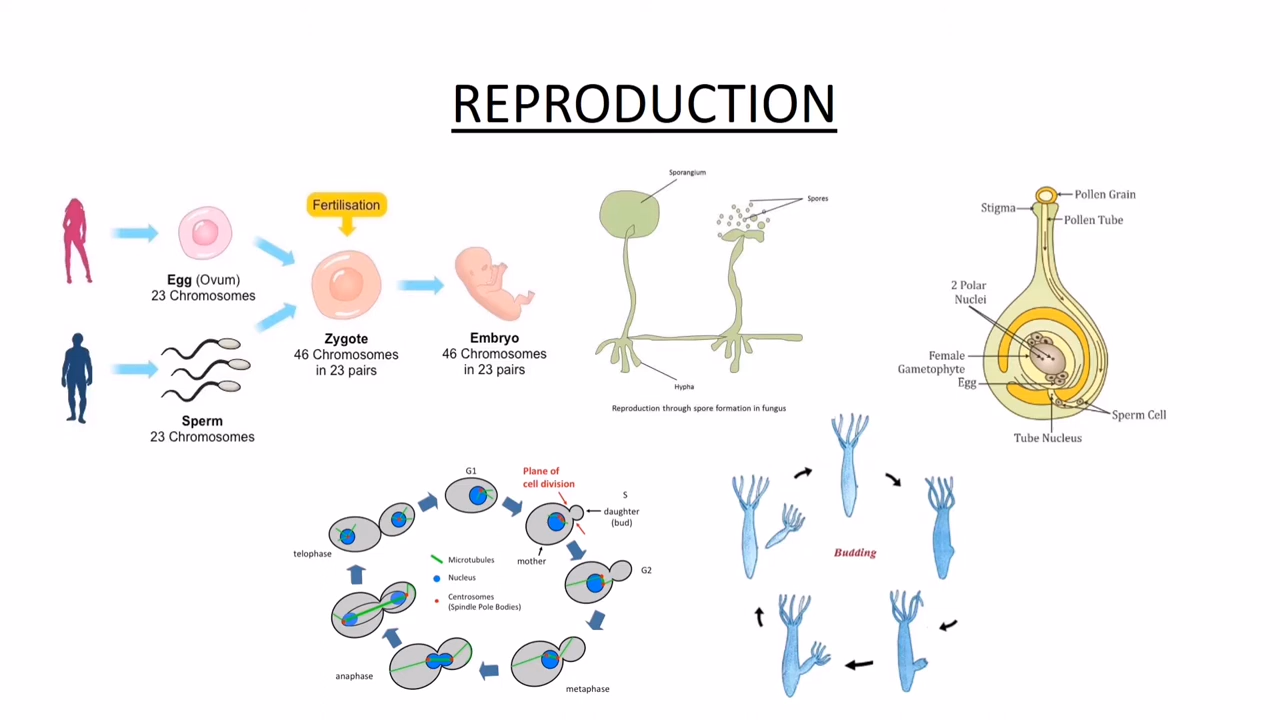 REPRODUCTION
Fertilisation
Egg (Ovum)
23 Chromosomes
Zygote
46 Chromosomes
in 23 pairs
Embryo
46 Chromosomes
in 23 pairs
Sperm
23 Chromosomes
Sporangium
Spores
Hypha
Reproduction through spore formation in fungus
Pollen Grain
Stigma
Pollen Tube
2 Polar
Nuclei
Female
Gametophyte
Egg
Sperm Cell
Tube Nucleus
G1
Plane of
cell division
S
daughter
(bud)
mother
G2
telophase
Microtubules
Nucleus
Centrosomes
(Spindle Pole Bodies)
anaphase
metaphase
Budding